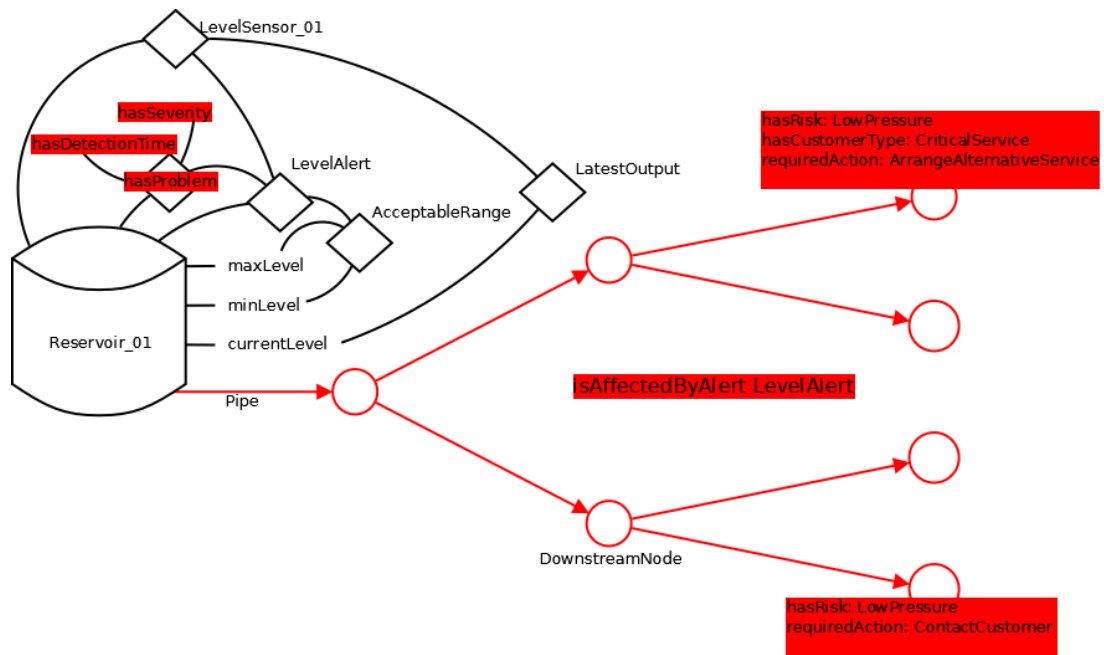 LevelSensor_01
hasSeverity
hasDetectionTime
hasProblem
LevelAlert
LatestOutput
AcceptableRange
maxLevel
minLevel
currentLevel
Reservoir_01
Pipe
hasRisk: LowPressure
hasCustomerType: CriticalService
requiredAction: ArrangeAlternativeService
isAffectedByAlert LevelAlert
DownstreamNode
hasRisk: LowPressure
requiredAction: ContactCustomer